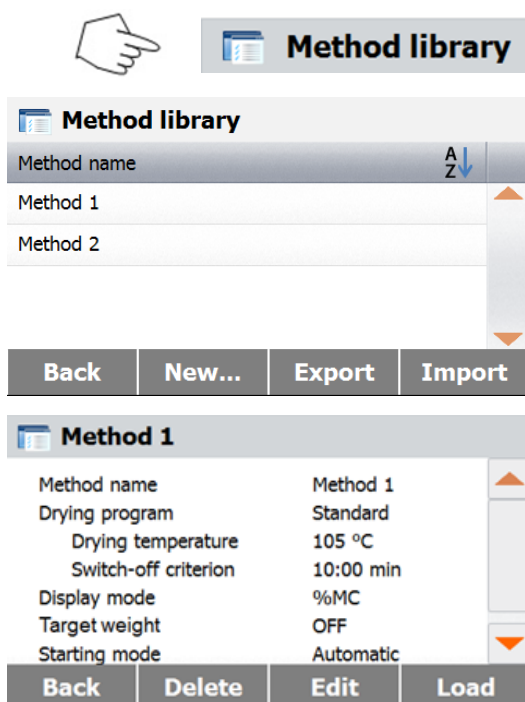 Method library
Method library
Method name A Z
Method 1
Method 2
Back New... Export Import
Method 1
Method name Method 1
Drying program Standard
Drying temperature 105 °C
Switch-off criterion 10:00 min
Display mode %MC
Target weight OFF
Starting mode Automatic
Back Delete Edit Load